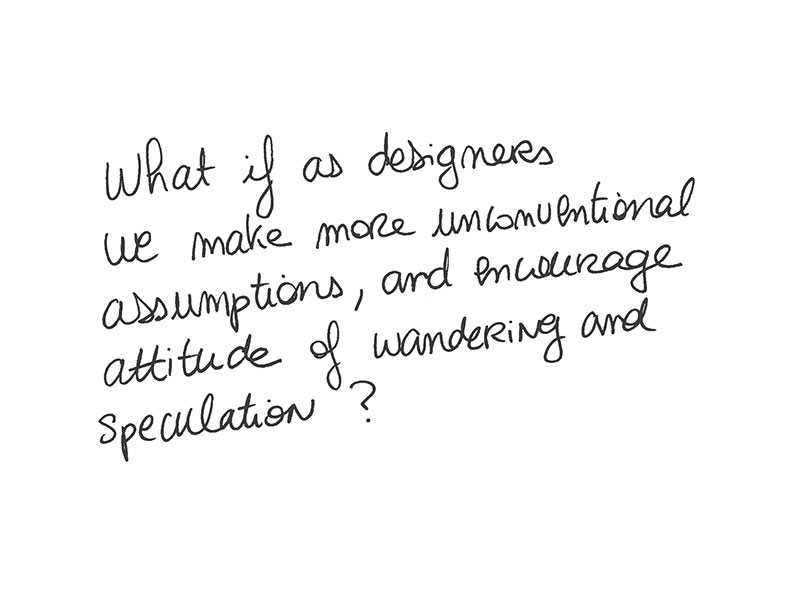 What if as designers
we make more unconventional
assumptions, and encourage
attitude of wandering and
speculation ?